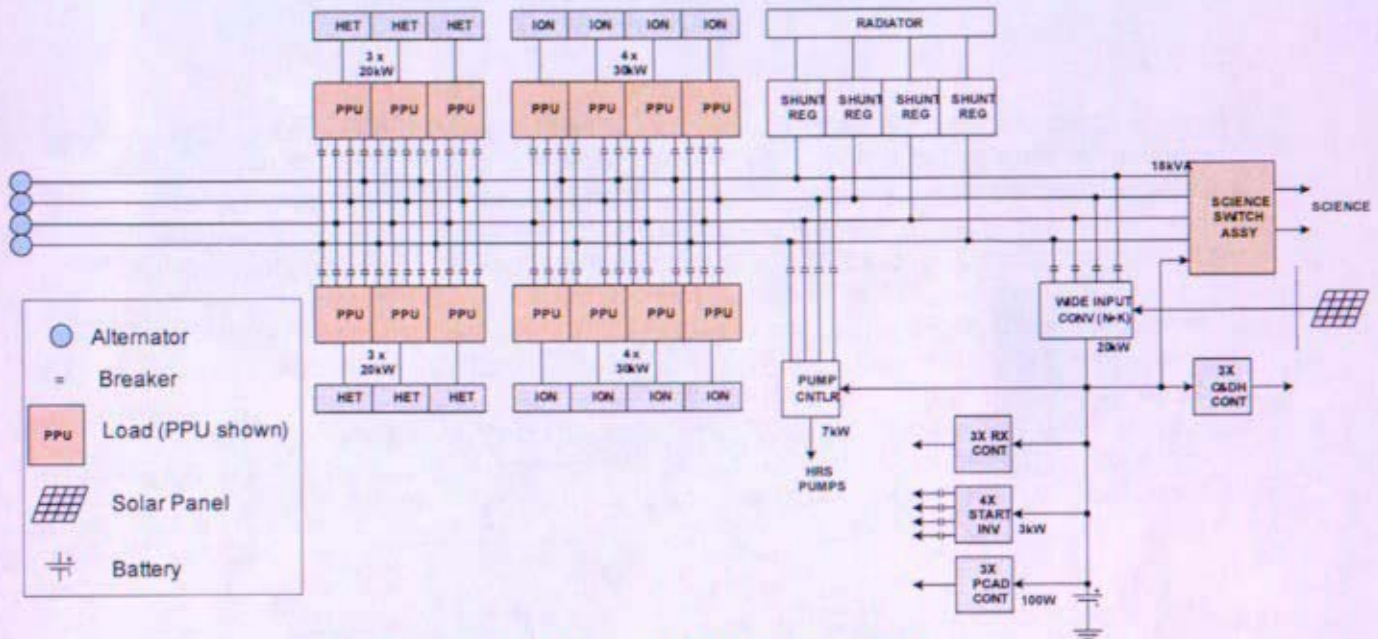 HET HET HET
ION ION ION ION
RADIATOR
3 x
20kW
4 x
30kW
PPU PPU PPU
PPU PPU PPU PPU
SHUNT SHUNT SHUNT SHUNT
REG REG REG REG
18kVA
SCIENCE
SWITCH
ASSY
SCIENCE
PPU PPU PPU
PPU PPU PPU PPU
WIDE INPUT
CONV (N+K)
20kW
3 x
20kW
4 x
30kW
HET HET HET
ION ION ION ION
PUMP
CNTLR
7kW
HRS
PUMPS
3X
C&DH
CONT
3X RX
CONT
4X
START
INV
3kW
3X
PCAD
CONT
100W
Alternator
Breaker
PPU
Load (PPU shown)
Solar Panel
Battery